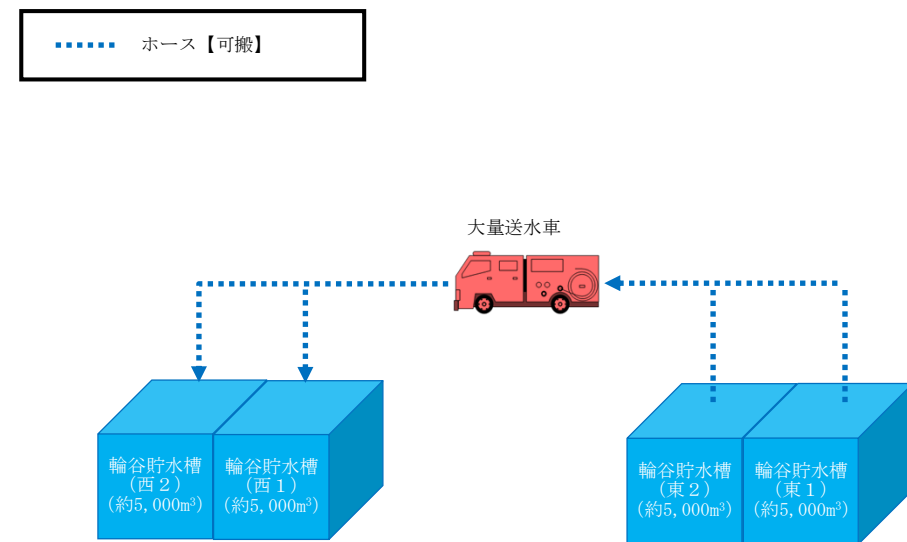 ホース【可搬】
大量送水車
輪谷貯水槽
(西２)
(約5,000m³)
輪谷貯水槽
(西１)
(約5,000m³)
輪谷貯水槽
(東２)
(約5,000m³)
輪谷貯水槽
(東１)
(約5,000m³)